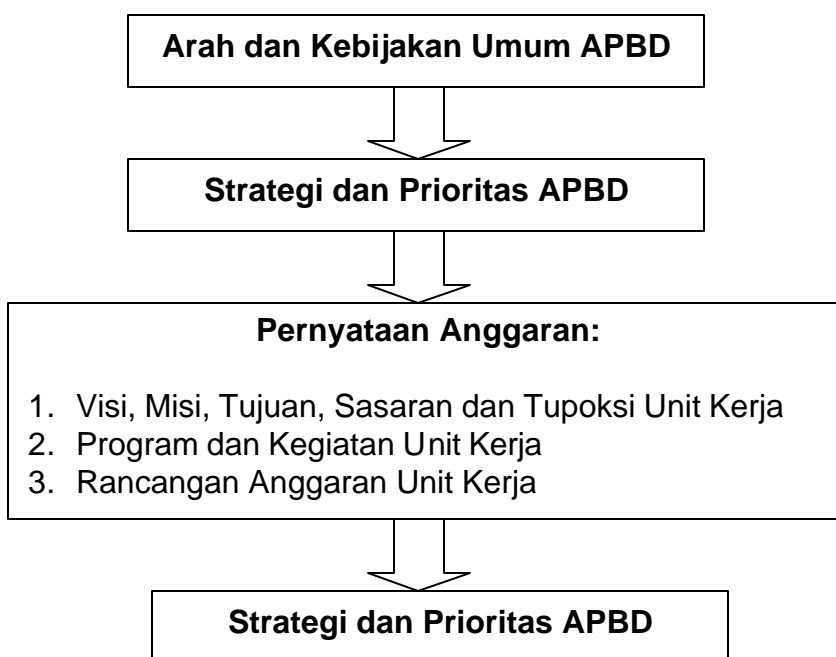 Arah dan Kebijakan Umum APBD
Strategi dan Prioritas APBD
Pernyataan Anggaran:
1. Visi, Misi, Tujuan, Sasaran dan Tupoksi Unit Kerja
2. Program dan Kegiatan Unit Kerja
3. Rancangan Anggaran Unit Kerja
Strategi dan Prioritas APBD